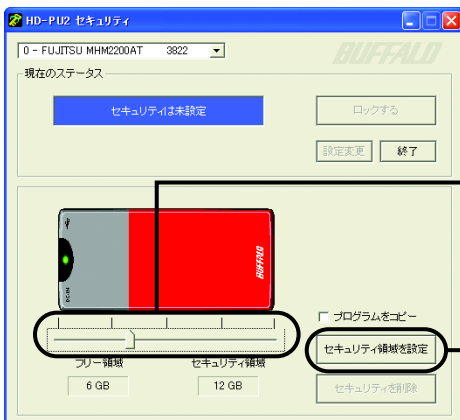 HD-PU2 セキュリティ
0 - FUJITSU MHM2200AT 3822
BUFFALO
現在のステータス
セキュリティは未設定
ロックする
設定変更
終了
BUFFALO
DC-IN
プログラムをコピー
セキュリティ領域を設定
フリー領域
セキュリティ領域
6 GB
12 GB
セキュリティを削除